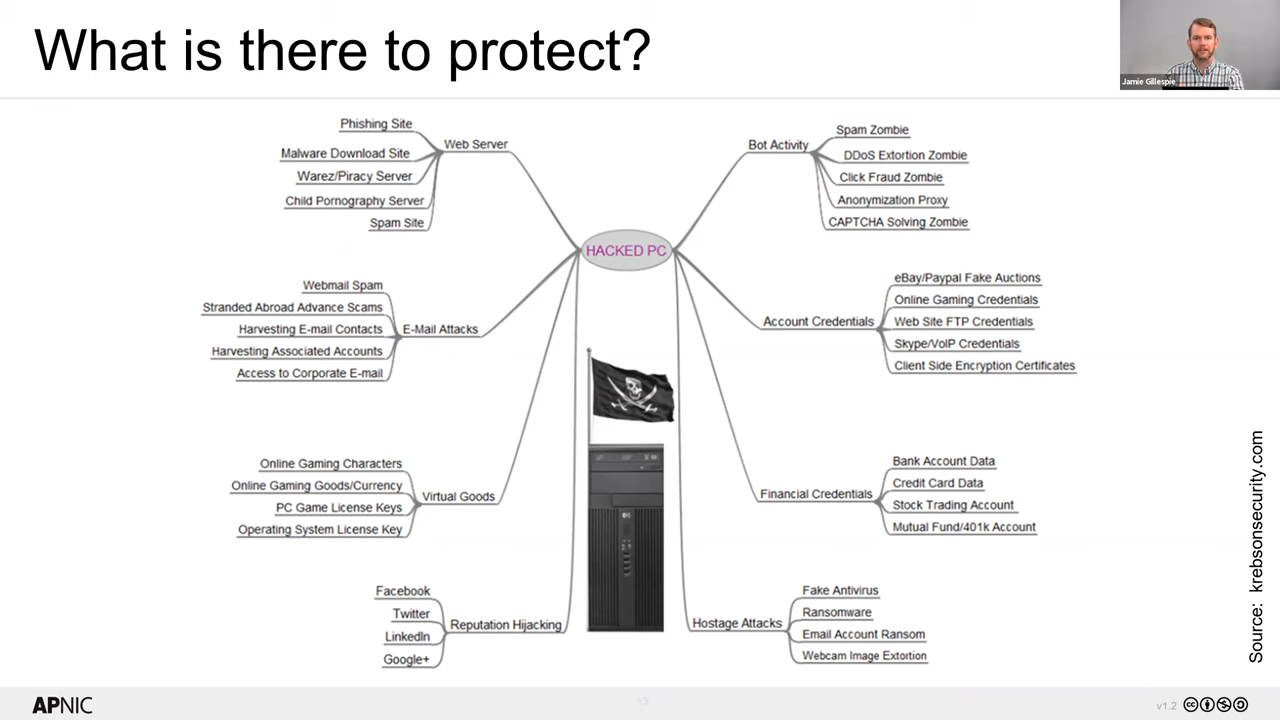 What is there to protect?
Jamie Gillespie
Phishing Site
Malware Download Site
Warez/Piracy Server
Child Pornography Server
Spam Site
Web Server
Bot Activity
Spam Zombie
DDoS Extortion Zombie
Click Fraud Zombie
Anonymization Proxy
CAPTCHA Solving Zombie
HACKED PC
Webmail Spam
Stranded Abroad Advance Scams
Harvesting E-mail Contacts
Harvesting Associated Accounts
Access to Corporate E-mail
E-Mail Attacks
Account Credentials
eBay/Paypal Fake Auctions
Online Gaming Credentials
Web Site FTP Credentials
Skype/VoIP Credentials
Client Side Encryption Certificates
Online Gaming Characters
Online Gaming Goods/Currency
PC Game License Keys
Operating System License Key
Virtual Goods
Financial Credentials
Bank Account Data
Credit Card Data
Stock Trading Account
Mutual Fund/401k Account
Facebook
Twitter
LinkedIn
Google+
Reputation Hijacking
Hostage Attacks
Fake Antivirus
Ransomware
Email Account Ransom
Webcam Image Extortion
Source: krebsonsecurity.com
APNIC
13
v1.2